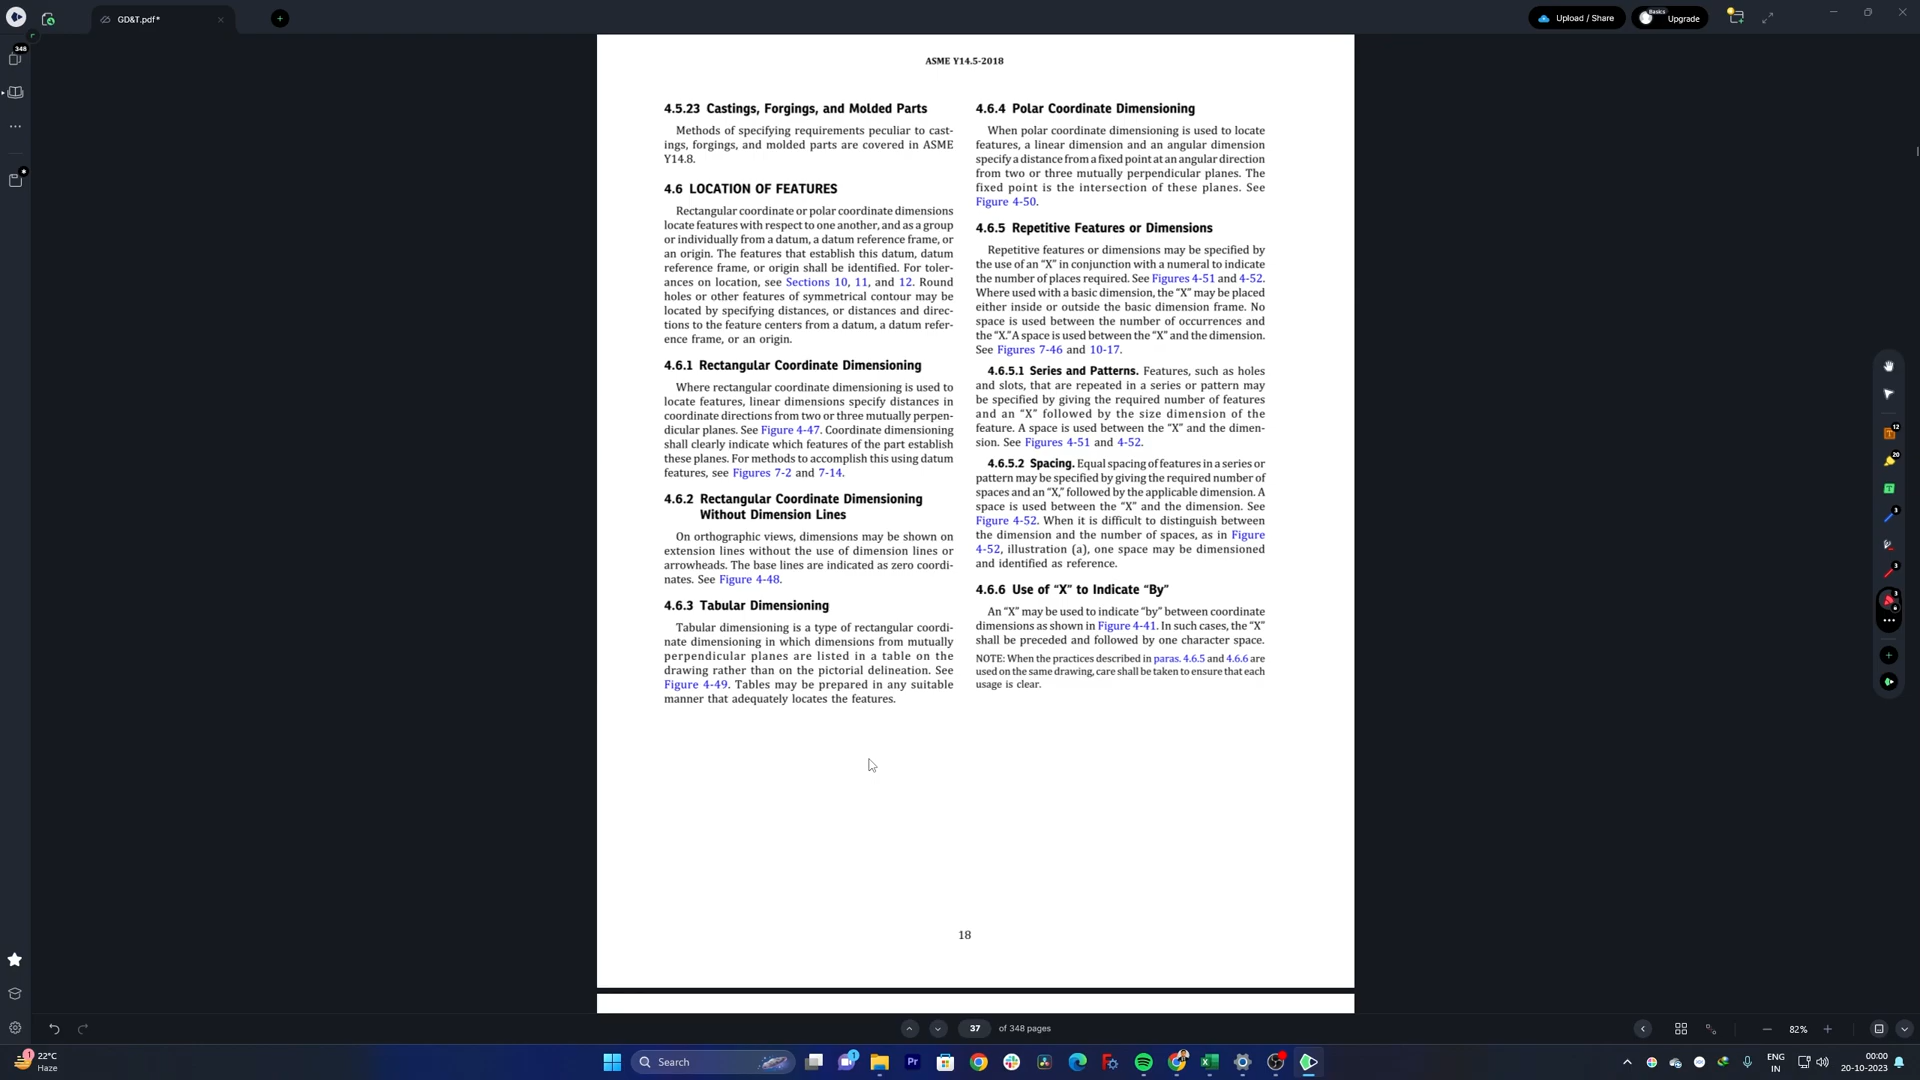 GD&T.pdf*
Upload / Share
Basics
Upgrade
348
ASME Y14.5-2018
4.5.23 Castings, Forgings, and Molded Parts
Methods of specifying requirements peculiar to cast-
ings, forgings, and molded parts are covered in ASME
Y14.8.
4.6 LOCATION OF FEATURES
Rectangular coordinate or polar coordinate dimensions
locate features with respect to one another, and as a group
or individually from a datum, a datum reference frame, or
an origin. The features that establish this datum, datum
reference frame, or origin shall be identified. For toler-
ances on location, see Sections 10, 11, and 12. Round
holes or other features of symmetrical contour may be
located by specifying distances, or distances and direc-
tions to the feature centers from a datum, a datum refer-
ence frame, or an origin.
4.6.1 Rectangular Coordinate Dimensioning
Where rectangular coordinate dimensioning is used to
locate features, linear dimensions specify distances in
coordinate directions from two or three mutually perpen-
dicular planes. See Figure 4-47. Coordinate dimensioning
shall clearly indicate which features of the part establish
these planes. For methods to accomplish this using datum
features, see Figures 7-2 and 7-14.
4.6.2 Rectangular Coordinate Dimensioning
Without Dimension Lines
On orthographic views, dimensions may be shown on
extension lines without the use of dimension lines or
arrowheads. The base lines are indicated as zero coordi-
nates. See Figure 4-48.
4.6.3 Tabular Dimensioning
Tabular dimensioning is a type of rectangular coordi-
nate dimensioning in which dimensions from mutually
perpendicular planes are listed in a table on the
drawing rather than on the pictorial delineation. See
Figure 4-49. Tables may be prepared in any suitable
manner that adequately locates the features.
4.6.4 Polar Coordinate Dimensioning
When polar coordinate dimensioning is used to locate
features, a linear dimension and an angular dimension
specify a distance from a fixed point at an angular direction
from two or three mutually perpendicular planes. The
fixed point is the intersection of these planes. See
Figure 4-50.
4.6.5 Repetitive Features or Dimensions
Repetitive features or dimensions may be specified by
the use of an “X” in conjunction with a numeral to indicate
the number of places required. See Figures 4-51 and 4-52.
Where used with a basic dimension, the “X” may be placed
either inside or outside the basic dimension frame. No
space is used between the number of occurrences and
the “X.” A space is used between the “X” and the dimension.
See Figures 7-46 and 10-17.
4.6.5.1 Series and Patterns. Features, such as holes
and slots, that are repeated in a series or pattern may
be specified by giving the required number of features
and an “X” followed by the size dimension of the
feature. A space is used between the “X” and the dimen-
sion. See Figures 4-51 and 4-52.
4.6.5.2 Spacing. Equal spacing of features in a series or
pattern may be specified by giving the required number of
spaces and an “X,” followed by the applicable dimension. A
space is used between the “X” and the dimension. See
Figure 4-52. When it is difficult to distinguish between
the dimension and the number of spaces, as in Figure
4-52, illustration (a), one space may be dimensioned
and identified as reference.
4.6.6 Use of “X” to Indicate “By”
An “X” may be used to indicate “by” between coordinate
dimensions as shown in Figure 4-41. In such cases, the “X”
shall be preceded and followed by one character space.
NOTE: When the practices described in paras. 4.6.5 and 4.6.6 are
used on the same drawing, care shall be taken to ensure that each
usage is clear.
18
12
20
3
3
3
37 of 348 pages
82%
1
22°C
Haze
Search
1
Pr
ENG
IN
00:00
20-10-2023